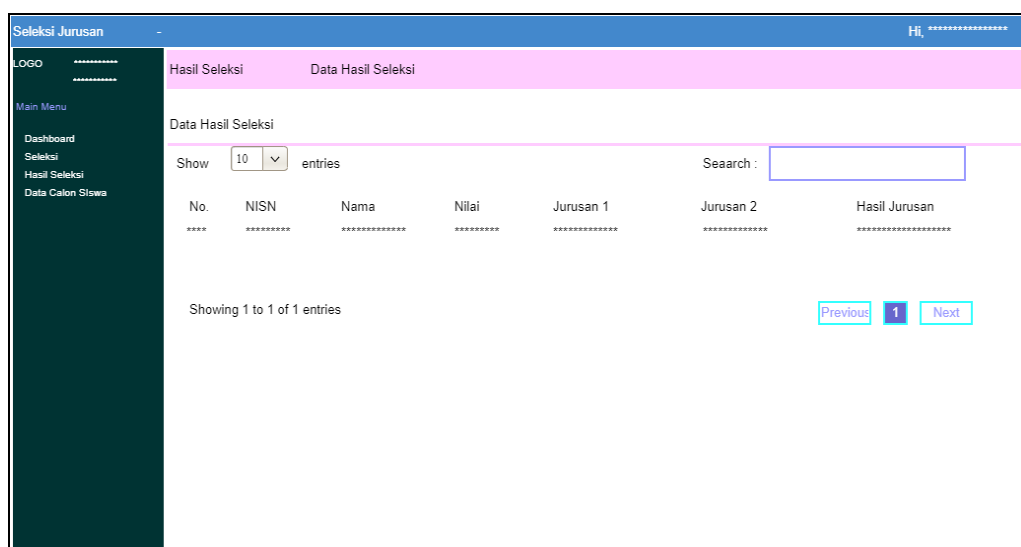 Seleksi Jurusan - Hi, ****************
LOGO ***********
***********
Main Menu
Dashboard
Seleksi
Hasil Seleksi
Data Calon SIswa
Hasil Seleksi Data Hasil Seleksi
Data Hasil Seleksi
Show 10 entries Seaarch :
No. NISN Nama Nilai Jurusan 1 Jurusan 2 Hasil Jurusan
**** ********* ************* ********* ************* ************* *******************
Showing 1 to 1 of 1 entries Previous 1 Next